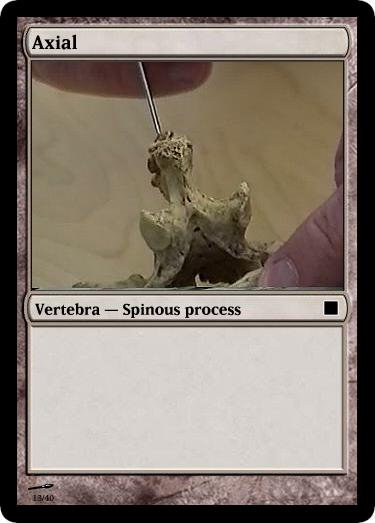 Axial
Vertebra — Spinous process
13/40